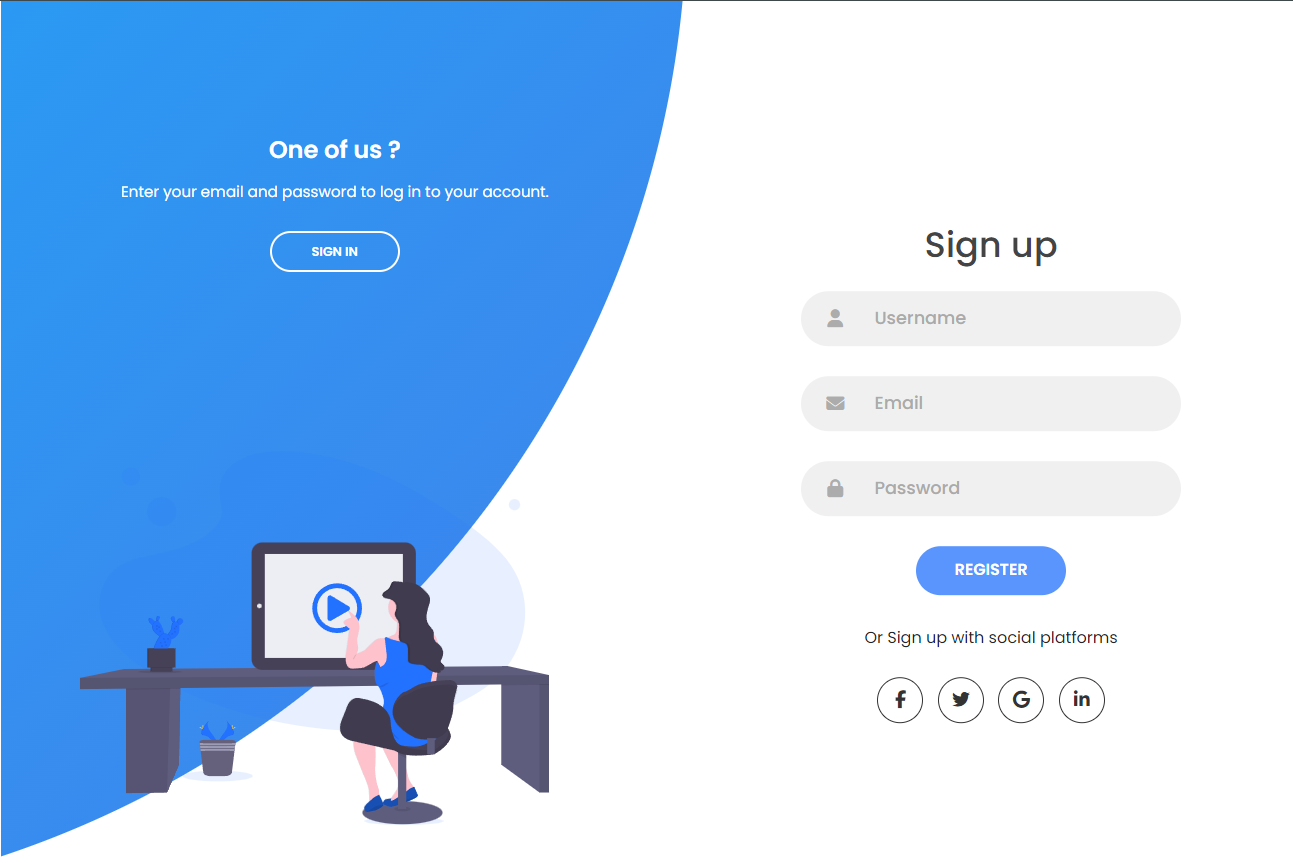 One of us ?
Enter your email and password to log in to your account.
SIGN IN
Sign up
Username
Email
Password
REGISTER
Or Sign up with social platforms